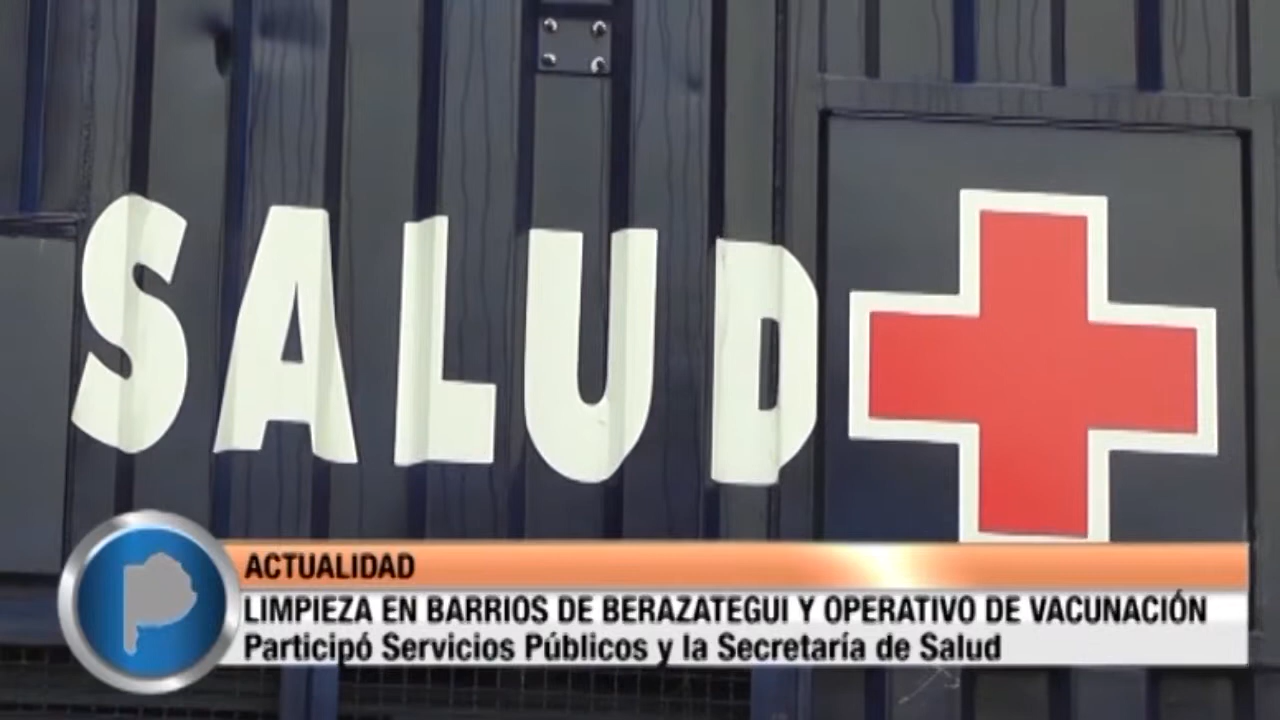 SALUD
ACTUALIDAD
LIMPIEZA EN BARRIOS DE BERAZATEGUI Y OPERATIVO DE VACUNACIÓN
Participó Servicios Públicos y la Secretaría de Salud